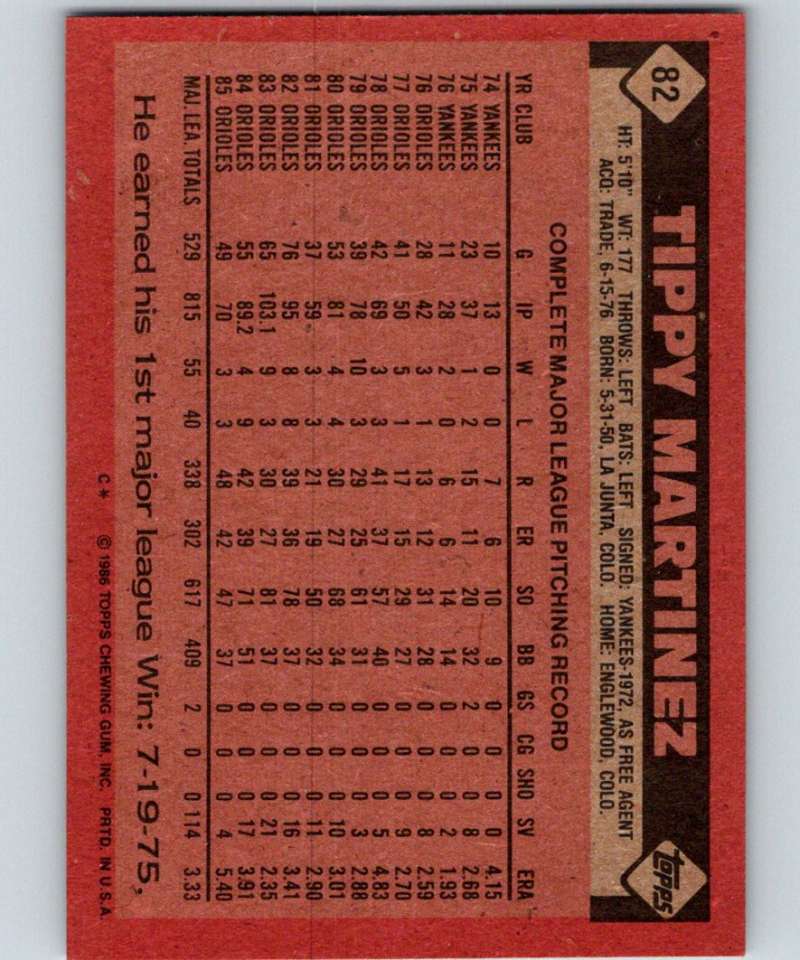 82
TIPPY MARTINEZ
TOPPS
HT: 5'10" WT: 177 THROWS: LEFT BATS: LEFT SIGNED: YANKEES-1972, AS FREE AGENT
ACQ: TRADE, 6-15-76 BORN: 5-31-50, LA JUNTA, COLO. HOME: ENGLEWOOD, COLO.
COMPLETE MAJOR LEAGUE PITCHING RECORD
YR CLUB G IP W L R ER SO BB GS CG SHO SV ERA
74 YANKEES 10 13 0 0 7 6 10 9 0 0 0 0 4.15
75 YANKEES 23 37 1 2 15 11 20 32 2 0 0 8 2.68
76 YANKEES 11 28 2 0 6 6 14 14 0 0 0 2 1.93
76 ORIOLES 28 42 3 1 13 12 31 28 0 0 0 8 2.59
77 ORIOLES 41 50 5 1 17 15 29 27 0 0 0 9 2.70
78 ORIOLES 42 69 3 3 41 37 57 40 0 0 0 5 4.83
79 ORIOLES 39 78 10 3 29 25 61 31 0 0 0 3 2.88
80 ORIOLES 53 81 4 4 30 27 68 34 0 0 0 10 3.01
81 ORIOLES 37 59 3 3 21 19 50 32 0 0 0 11 2.90
82 ORIOLES 76 95 8 8 39 36 78 37 0 0 0 16 3.41
83 ORIOLES 65 103.1 9 3 30 27 81 37 0 0 0 21 2.35
84 ORIOLES 55 89.2 4 9 42 39 71 51 0 0 0 17 3.91
85 ORIOLES 49 70 3 3 48 42 47 37 0 0 0 4 5.40
MAJ. LEA. TOTALS 529 815 55 40 338 302 617 409 2 0 0 114 3.33
He earned his 1st major league Win: 7-19-75.
C* © 1986 TOPPS CHEWING GUM, INC. PRTD. IN U.S.A.